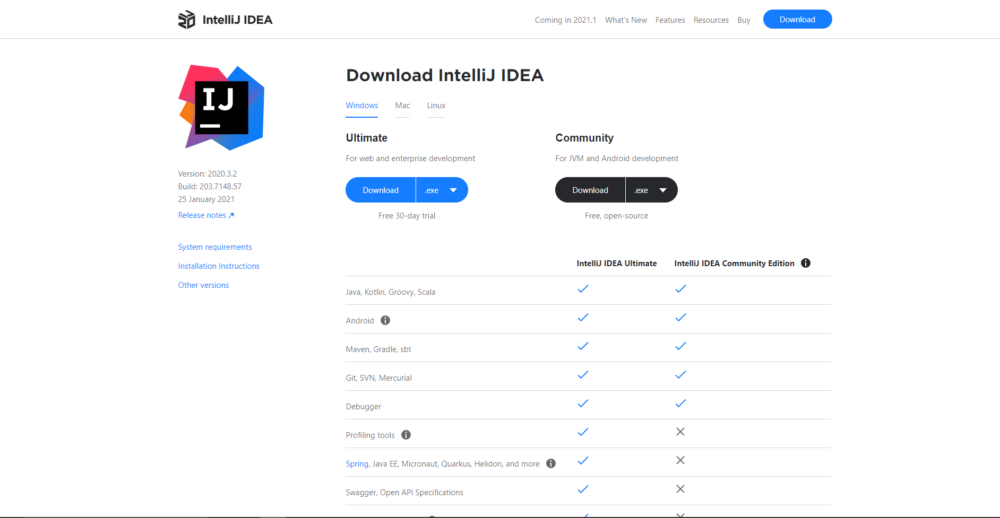 IntelliJ IDEA
Coming in 2021.1 What's New Features Resources Buy Download
IJ
Version: 2020.3.2
Build: 203.7148.57
25 January 2021
Release notes
System requirements
Installation Instructions
Other versions
Download IntelliJ IDEA
Windows Mac Linux
Ultimate
For web and enterprise development
Download .exe
Free 30-day trial
Community
For JVM and Android development
Download .exe
Free, open-source
IntelliJ IDEA Ultimate IntelliJ IDEA Community Edition
Java, Kotlin, Groovy, Scala
Android
Maven, Gradle, sbt
Git, SVN, Mercurial
Debugger
Profiling tools
Spring, Java EE, Micronaut, Quarkus, Helidon, and more
Swagger, Open API Specifications